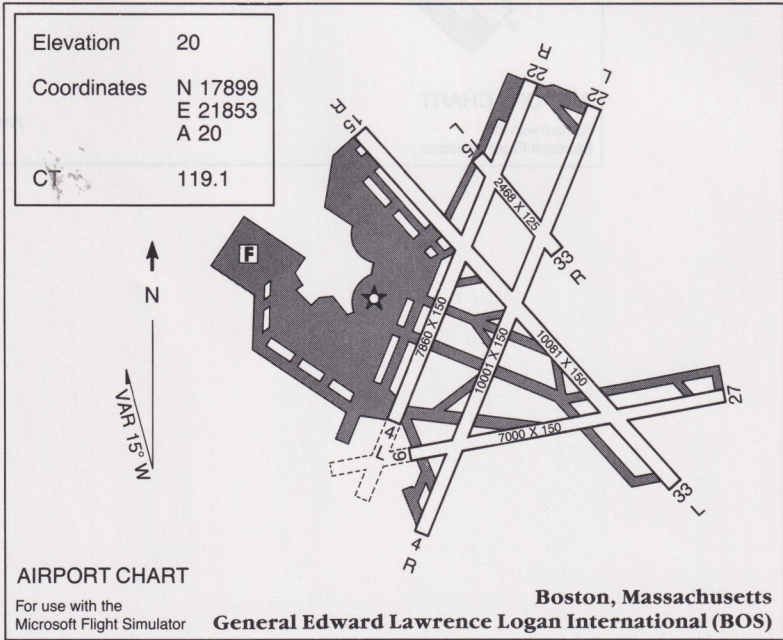 Elevation 20
Coordinates N 17899
E 21853
A 20
CT 119.1
N
VAR 15° W
F
15 R
22 R
22 L
15 L
2468 X 125
33 R
7860 X 150
10001 X 150
10081 X 150
7000 X 150
27
4 L
9
33 L
4 R
AIRPORT CHART
For use with the
Microsoft Flight Simulator
Boston, Massachusetts
General Edward Lawrence Logan International (BOS)